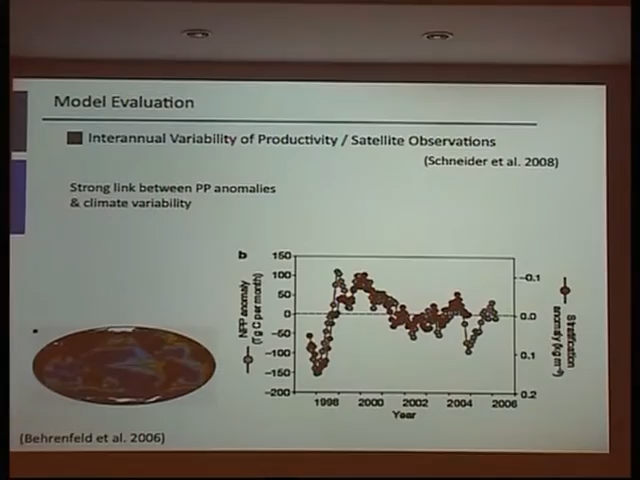 Model Evaluation
Interannual Variability of Productivity / Satellite Observations
(Schneider et al. 2008)
Strong link between PP anomalies
& climate variability
b
NPP anomaly
(Tg C per month)
150
100
50
0
−50
−100
−150
−200
−0.1
0.0
0.1
0.2
Stratification
anomaly (kg m⁻³)
1998 2000 2002 2004 2006
Year
(Behrenfeld et al. 2006)